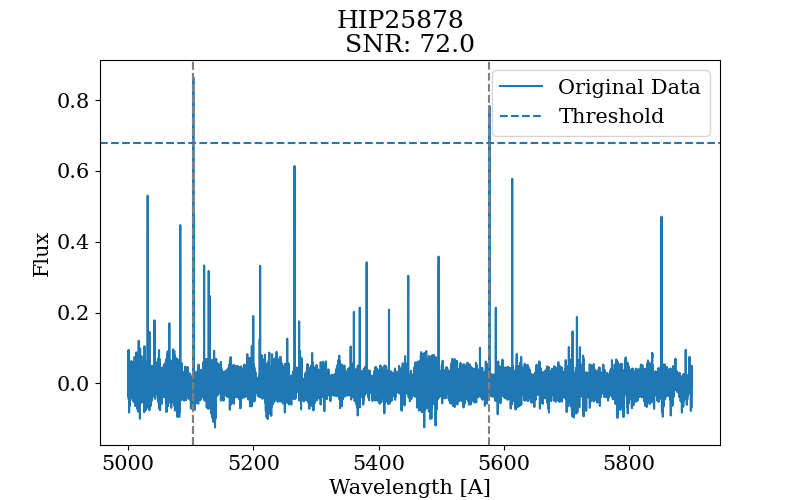 HIP25878
SNR: 72.0
Original Data
Threshold
Flux
0.8
0.6
0.4
0.2
0.0
5000 5200 5400 5600 5800
Wavelength [A]